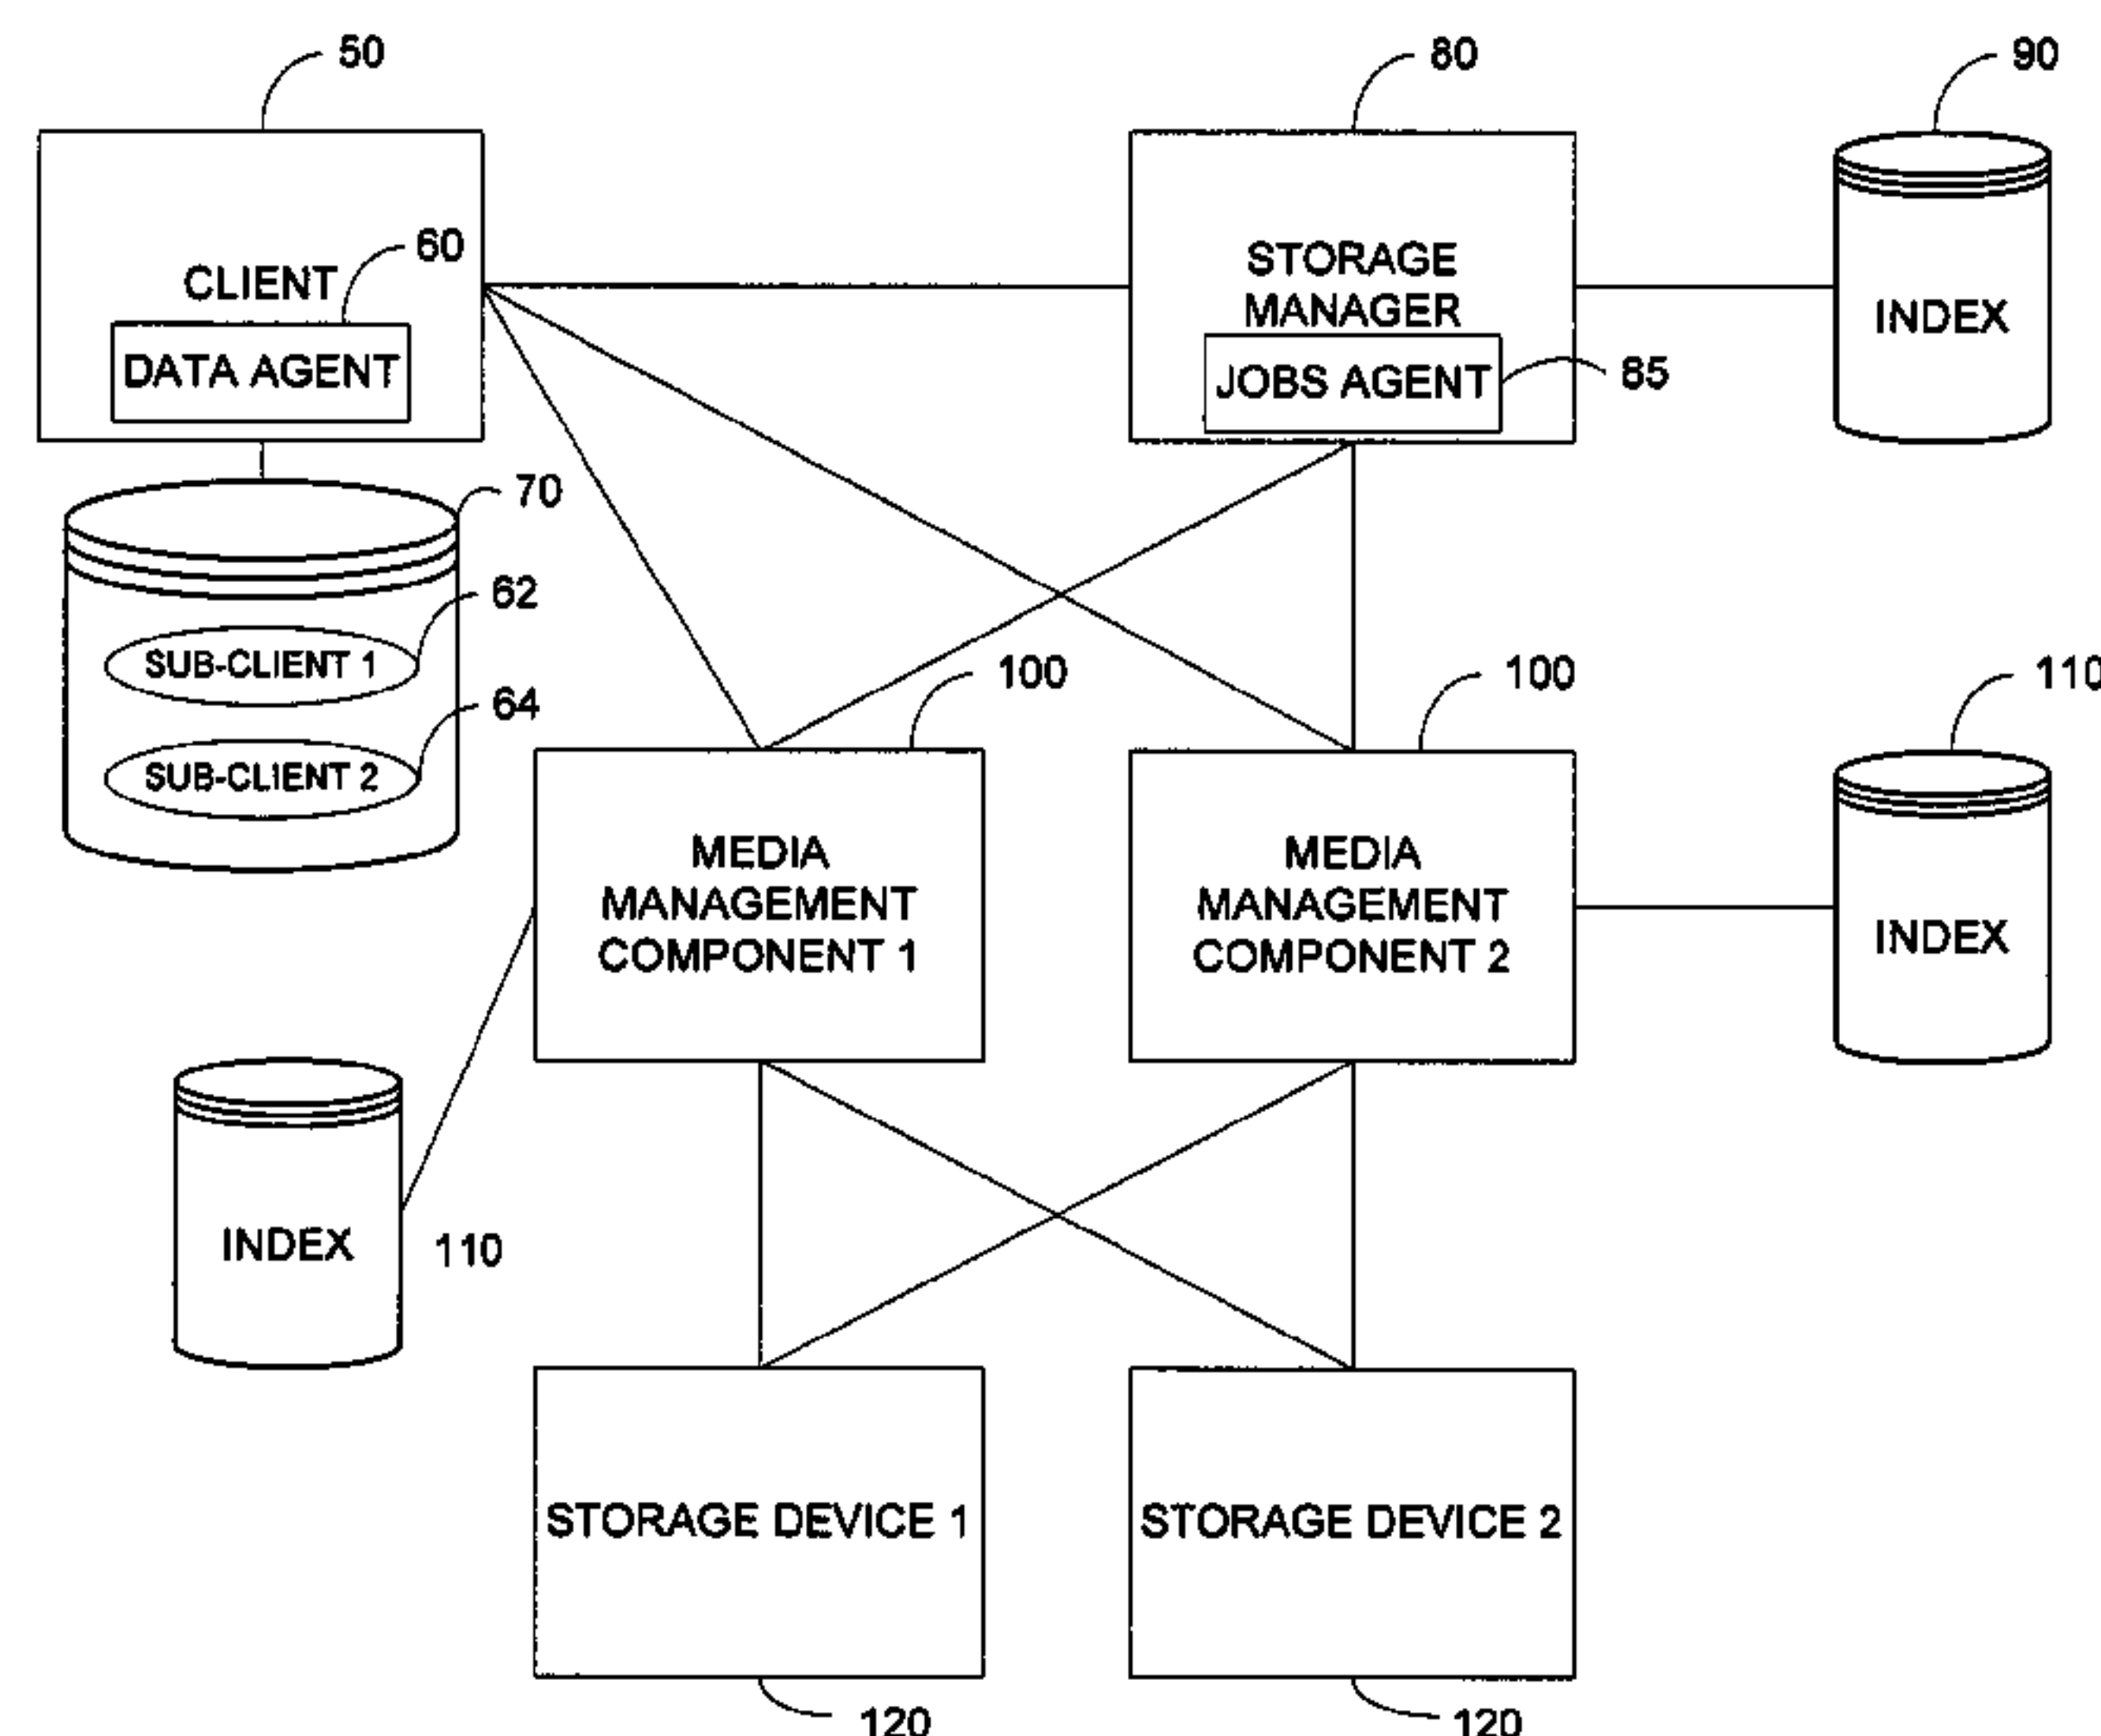 50
80
90
CLIENT
60
DATA AGENT
STORAGE
MANAGER
JOBS AGENT
85
INDEX
70
62
SUB-CLIENT 1
64
SUB-CLIENT 2
100
100
110
MEDIA
MANAGEMENT
COMPONENT 1
MEDIA
MANAGEMENT
COMPONENT 2
INDEX
INDEX
110
STORAGE DEVICE 1
STORAGE DEVICE 2
120
120